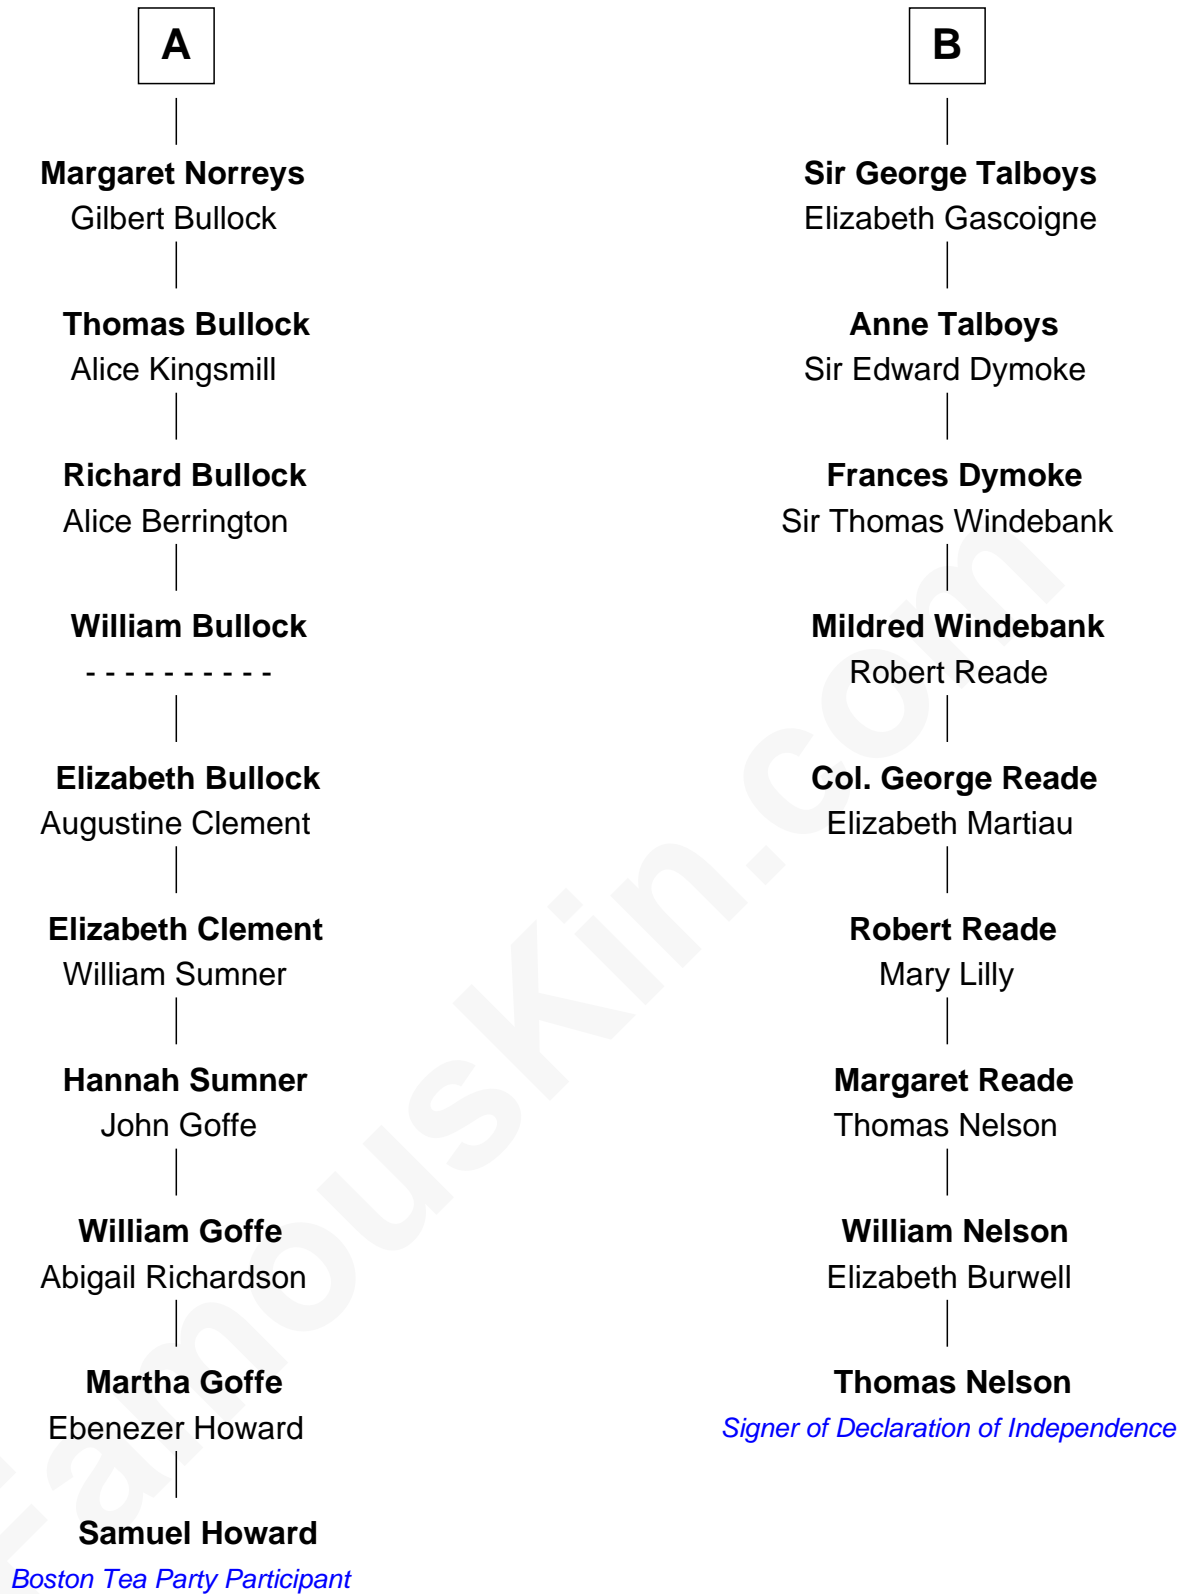 A
Margaret Norreys
Gilbert Bullock
Thomas Bullock
Alice Kingsmill
Richard Bullock
Alice Berrington
William Bullock
- - - - - - - - - -
Elizabeth Bullock
Augustine Clement
Elizabeth Clement
William Sumner
Hannah Sumner
John Goffe
William Goffe
Abigail Richardson
Martha Goffe
Ebenezer Howard
Samuel Howard
Boston Tea Party Participant
B
Sir George Talboys
Elizabeth Gascoigne
Anne Talboys
Sir Edward Dymoke
Frances Dymoke
Sir Thomas Windebank
Mildred Windebank
Robert Reade
Col. George Reade
Elizabeth Martiau
Robert Reade
Mary Lilly
Margaret Reade
Thomas Nelson
William Nelson
Elizabeth Burwell
Thomas Nelson
Signer of Declaration of Independence
FamousKin.com